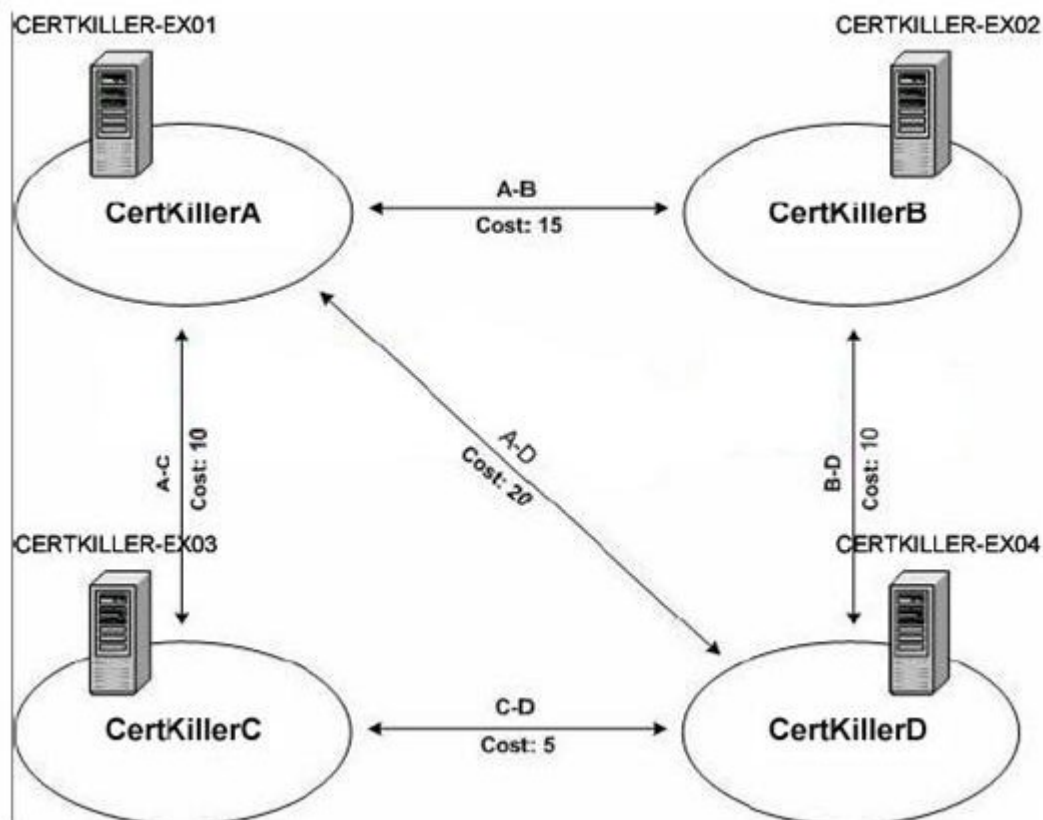 CERTKILLER-EX01
CERTKILLER-EX02
CertKillerA
A-B
Cost: 15
CertKillerB
A-C
Cost: 10
A-D
Cost: 20
B-D
Cost: 10
CERTKILLER-EX03
CERTKILLER-EX04
CertKillerC
C-D
Cost: 5
CertKillerD